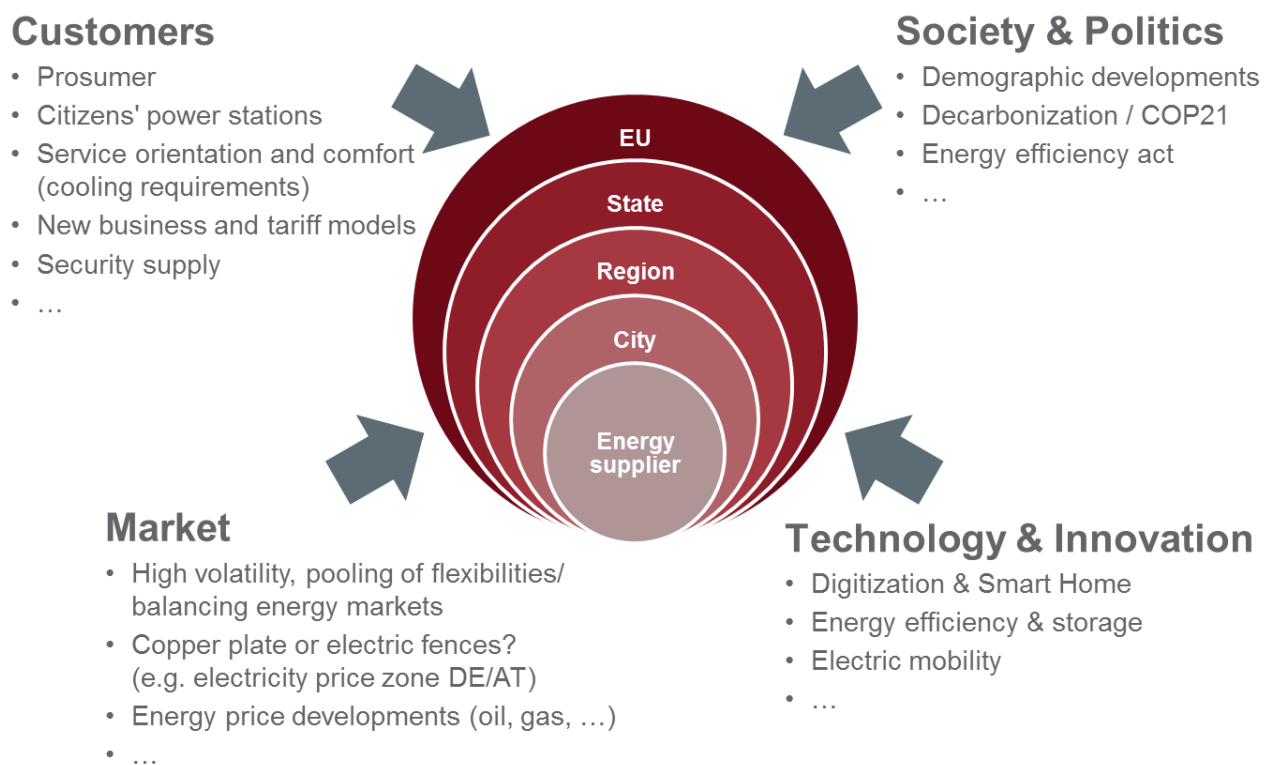 Customers
• Prosumer
• Citizens' power stations
• Service orientation and comfort
(cooling requirements)
• New business and tariff models
• Security supply
• …
Society & Politics
• Demographic developments
• Decarbonization / COP21
• Energy efficiency act
• …
EU
State
Region
City
Energy
supplier
Market
• High volatility, pooling of flexibilities/
balancing energy markets
• Copper plate or electric fences?
(e.g. electricity price zone DE/AT)
• Energy price developments (oil, gas, …)
• …
Technology & Innovation
• Digitization & Smart Home
• Energy efficiency & storage
• Electric mobility
• …